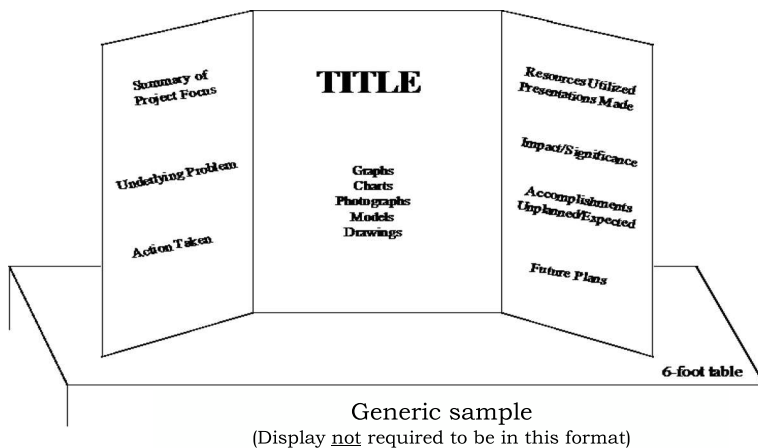 Summary of
Project Focus
Underlying Problem
Action Taken
TITLE
Graphs
Charts
Photographs
Models
Drawings
Resources Utilized
Presentations Made
Impact/Significance
Accomplishments
Unplanned/Expected
Future Plans
6-foot table
Generic sample
(Display not required to be in this format)